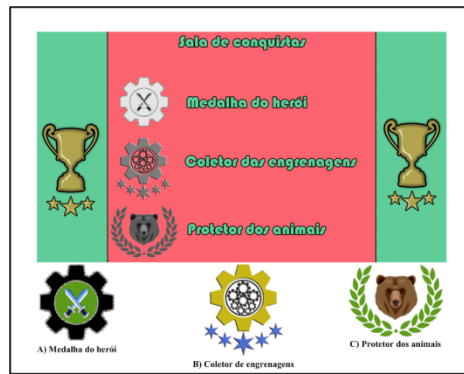 Sala de conquistas
Medalha do herói
Coletor das engrenagens
Protetor dos animais
A) Medalha do herói
B) Coletor de engrenagens
C) Protetor dos animais